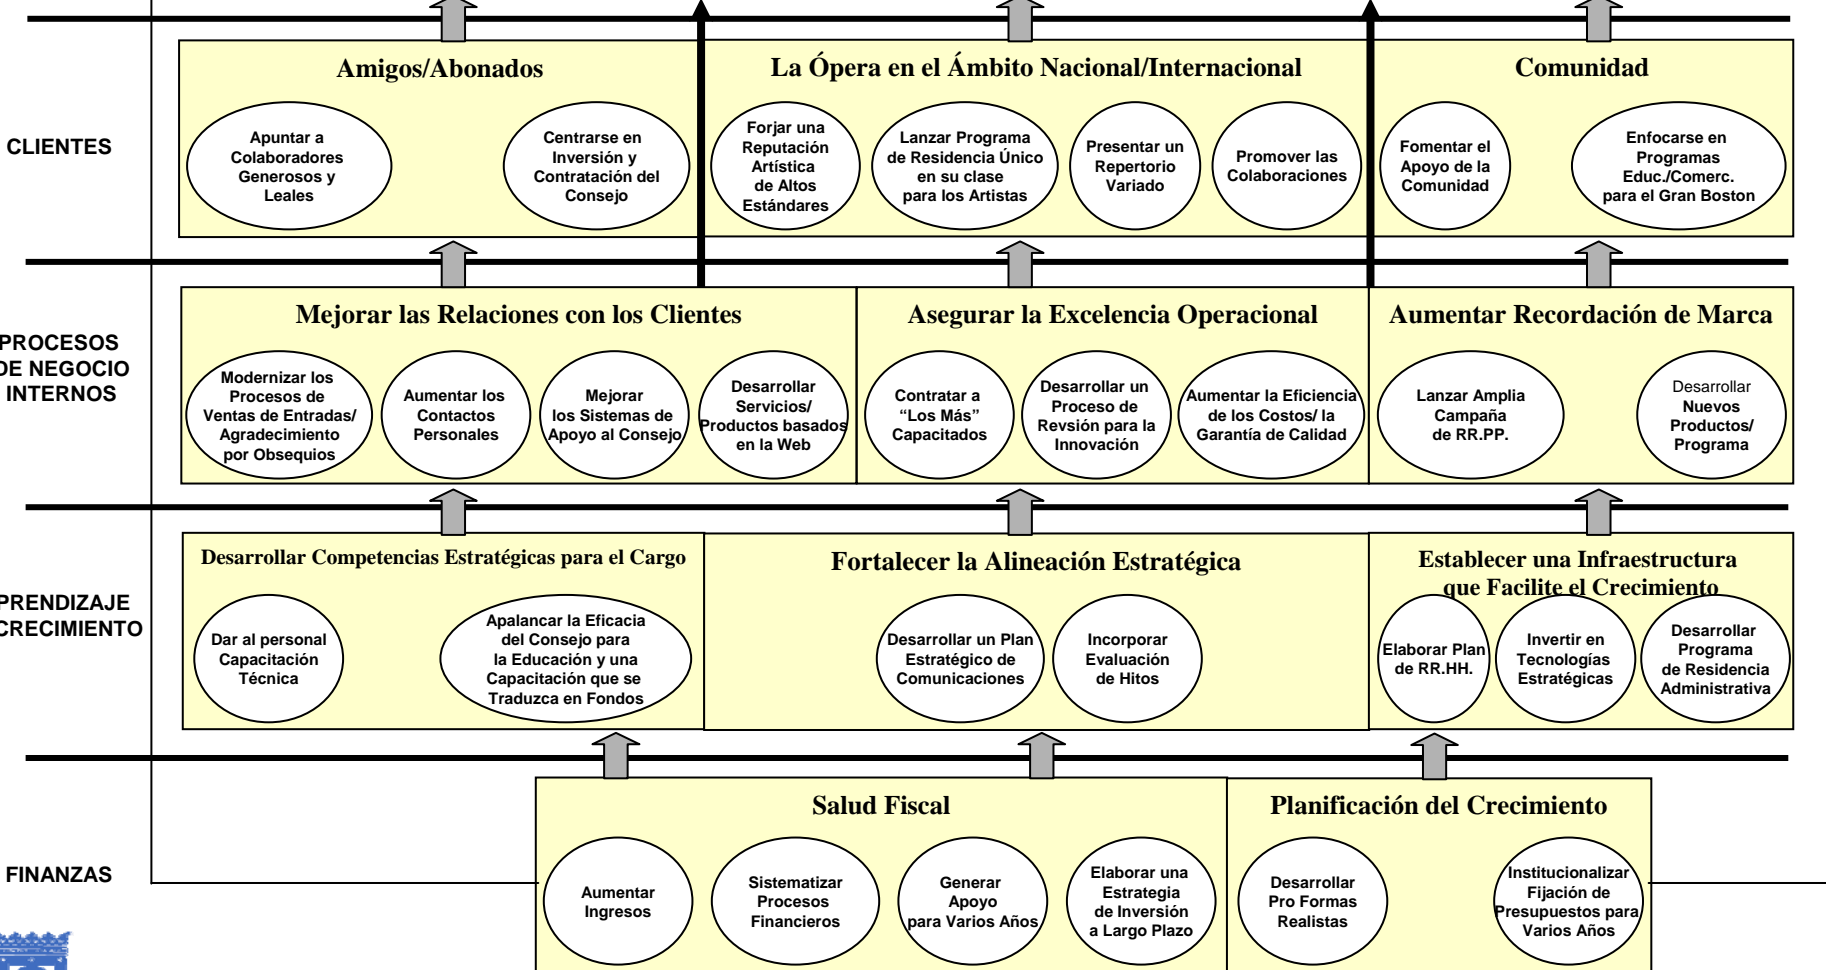 CLIENTES
Amigos/Abonados
Apuntar a
Colaboradores
Generosos y
Leales
Centrarse en
Inversión y
Contratación del
Consejo
La Ópera en el Ámbito Nacional/Internacional
Forjar una
Reputación
Artística
de Altos
Estándares
Lanzar Programa
de Residencia Único
en su clase
para los Artistas
Presentar un
Repertorio
Variado
Promover las
Colaboraciones
Comunidad
Fomentar el
Apoyo de la
Comunidad
Enfocarse en
Programas
Educ./Comerc.
para el Gran Boston
PROCESOS
DE NEGOCIO
INTERNOS
Mejorar las Relaciones con los Clientes
Modernizar los
Procesos de
Ventas de Entradas/
Agradecimiento
por Obsequios
Aumentar los
Contactos
Personales
Mejorar
los Sistemas de
Apoyo al Consejo
Desarrollar
Servicios/
Productos basados
en la Web
Asegurar la Excelencia Operacional
Contratar a
“Los Más”
Capacitados
Desarrollar un
Proceso de
Revsión para la
Innovación
Aumentar la Eficiencia
de los Costos/ la
Garantía de Calidad
Aumentar Recordación de Marca
Lanzar Amplia
Campaña
de RR.PP.
Desarrollar
Nuevos
Productos/
Programa
PRENDIZAJE
CRECIMIENTO
Desarrollar Competencias Estratégicas para el Cargo
Dar al personal
Capacitación
Técnica
Apalancar la Eficacia
del Consejo para
la Educación y una
Capacitación que se
Traduzca en Fondos
Fortalecer la Alineación Estratégica
Desarrollar un Plan
Estratégico de
Comunicaciones
Incorporar
Evaluación
de Hitos
Establecer una Infraestructura
que Facilite el Crecimiento
Elaborar Plan
de RR.HH.
Invertir en
Tecnologías
Estratégicas
Desarrollar
Programa
de Residencia
Administrativa
FINANZAS
Salud Fiscal
Aumentar
Ingresos
Sistematizar
Procesos
Financieros
Generar
Apoyo
para Varios Años
Elaborar una
Estrategia
de Inversión
a Largo Plazo
Planificación del Crecimiento
Desarrollar
Pro Formas
Realistas
Institucionalizar
Fijación de
Presupuestos para
Varios Años